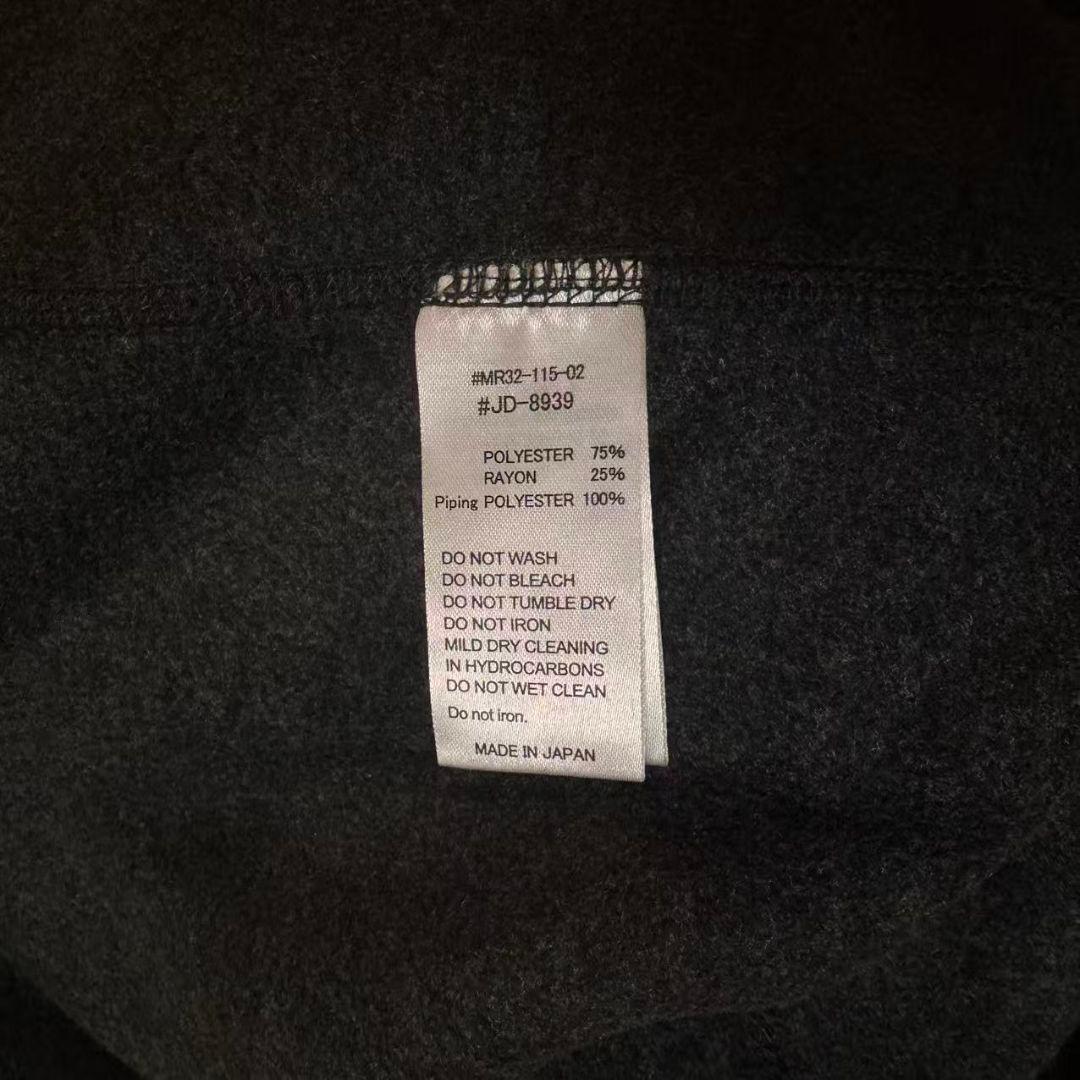 #MR32-115-02
#JD-8939
POLYESTER 75%
RAYON 25%
Piping POLYESTER 100%
DO NOT WASH
DO NOT BLEACH
DO NOT TUMBLE DRY
DO NOT IRON
MILD DRY CLEANING
IN HYDROCARBONS
DO NOT WET CLEAN
Do not iron.
MADE IN JAPAN